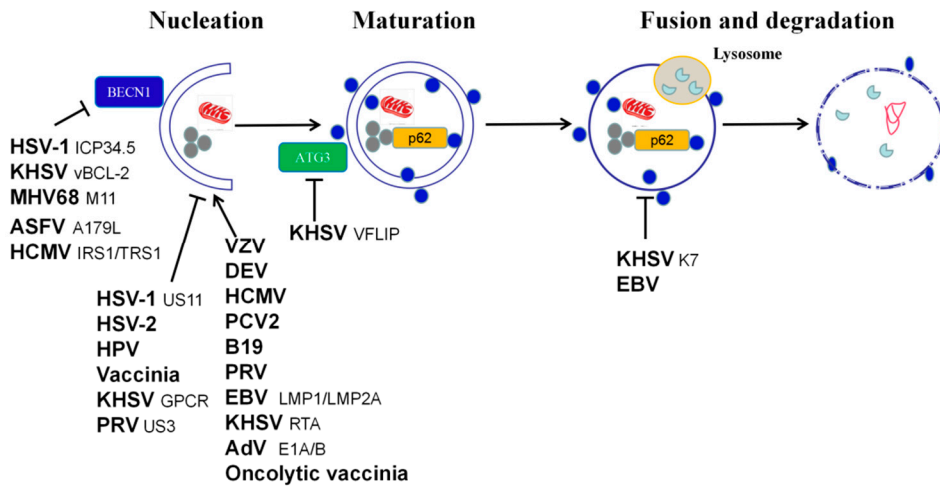 Nucleation
Maturation
Fusion and degradation
Lysosome
BECN1
p62
ATG3
p62
HSV-1 ICP34.5
KHSV vBCL-2
MHV68 M11
ASFV A179L
HCMV IRS1/TRS1
KHSV VFLIP
KHSV K7
EBV
HSV-1 US11
HSV-2
HPV
Vaccinia
KHSV GPCR
PRV US3
VZV
DEV
HCMV
PCV2
B19
PRV
EBV LMP1/LMP2A
KHSV RTA
AdV E1A/B
Oncolytic vaccinia